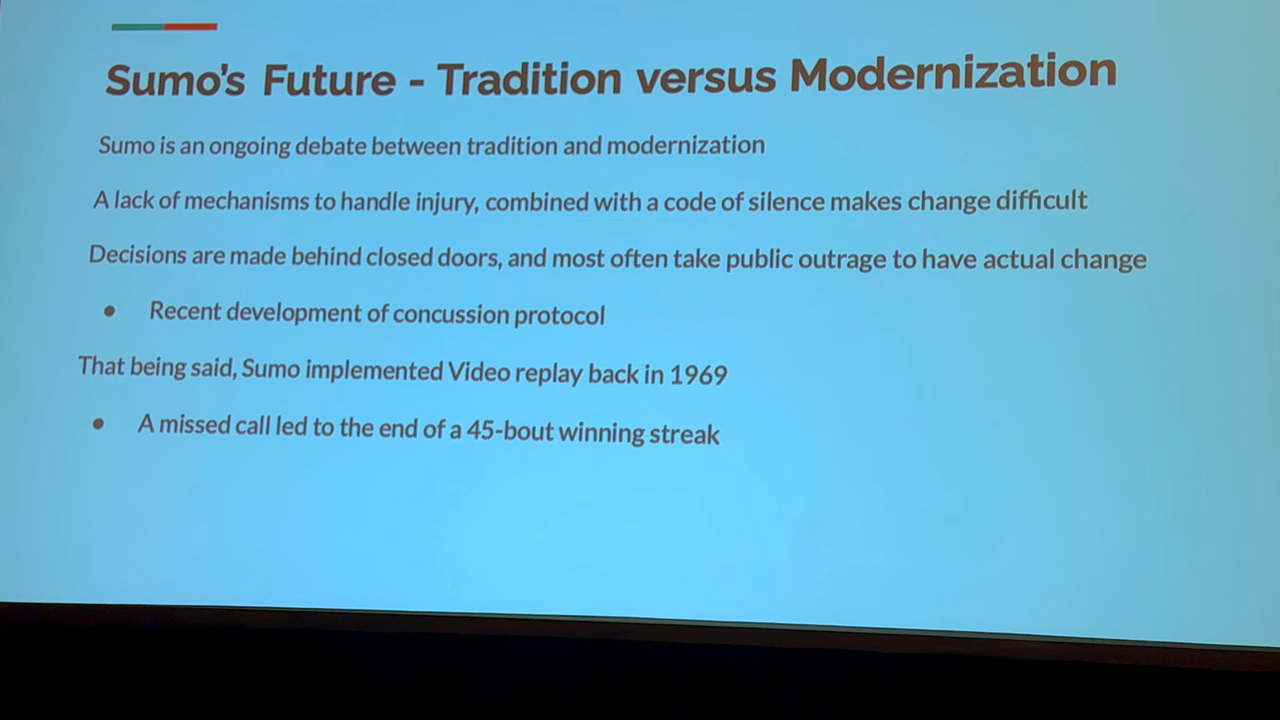 Sumo's Future - Tradition versus Modernization
Sumo is an ongoing debate between tradition and modernization
A lack of mechanisms to handle injury, combined with a code of silence makes change difficult
Decisions are made behind closed doors, and most often take public outrage to have actual change
● Recent development of concussion protocol
That being said, Sumo implemented Video replay back in 1969
● A missed call led to the end of a 45-bout winning streak